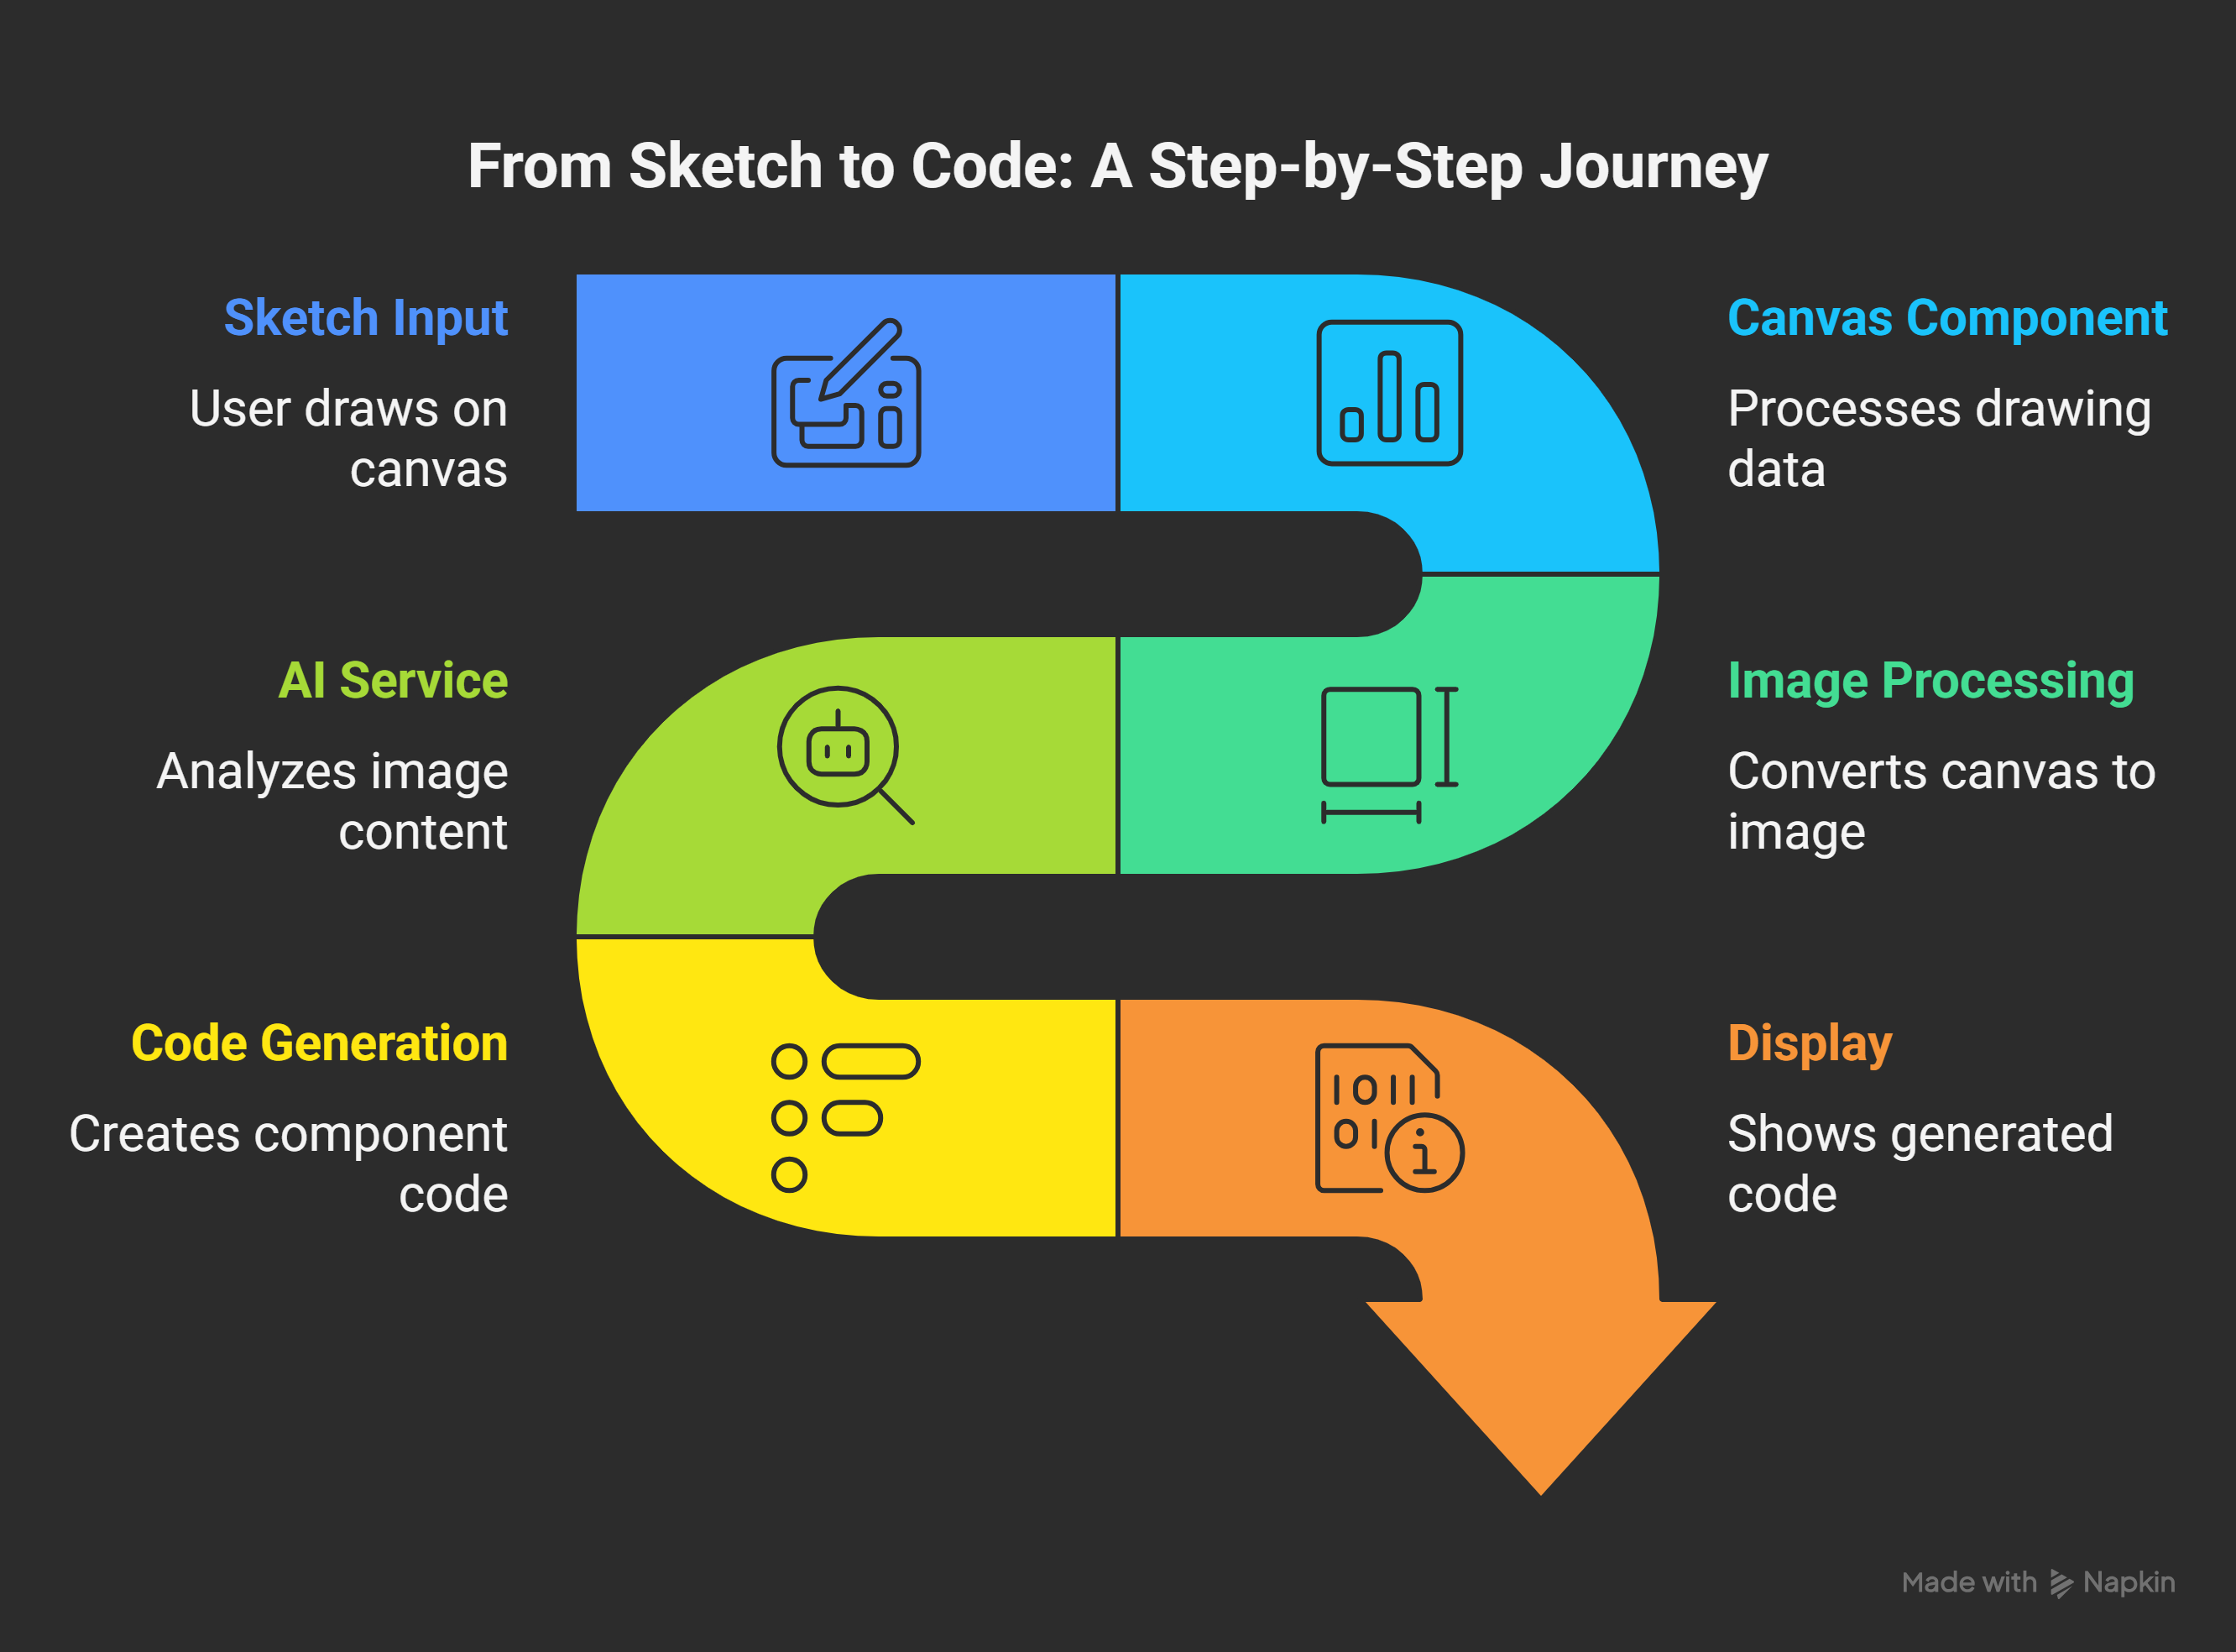 From Sketch to Code: A Step-by-Step Journey
Sketch Input
User draws on
canvas
Canvas Component
Processes drawing
data
Image Processing
Converts canvas to
image
AI Service
Analyzes image
content
Code Generation
Creates component
code
Display
Shows generated
code
Made with Napkin